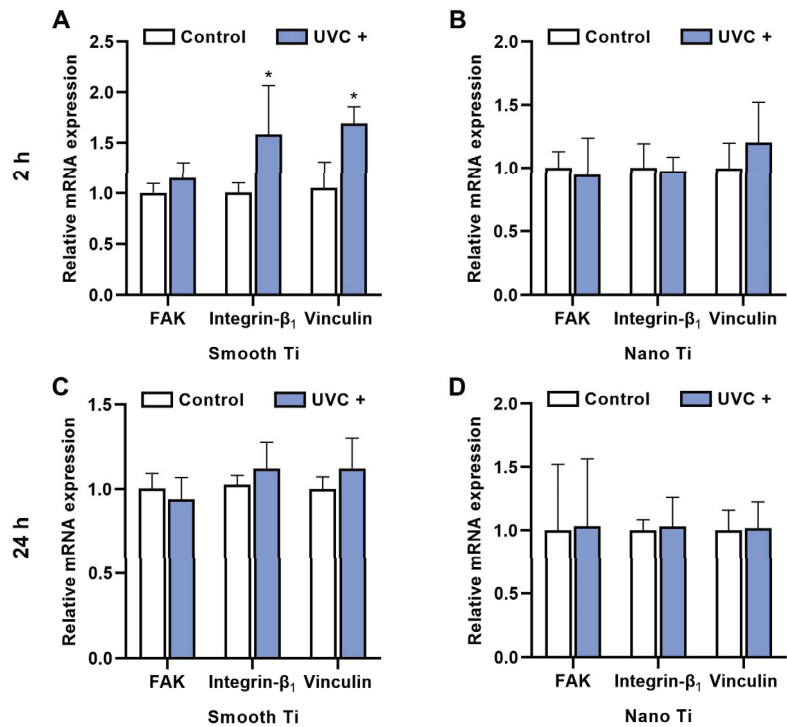 A
Control UVC +
2 h
Relative mRNA expression
2.5
2.0
1.5
1.0
0.5
0.0
*
*
FAK Integrin-β₁ Vinculin
Smooth Ti
B
Control UVC +
Relative mRNA expression
2.0
1.5
1.0
0.5
0.0
FAK Integrin-β₁ Vinculin
Nano Ti
C
Control UVC +
24 h
Relative mRNA expression
1.5
1.0
0.5
0.0
FAK Integrin-β₁ Vinculin
Smooth Ti
D
Control UVC +
Relative mRNA expression
2.0
1.5
1.0
0.5
0.0
FAK Integrin-β₁ Vinculin
Nano Ti